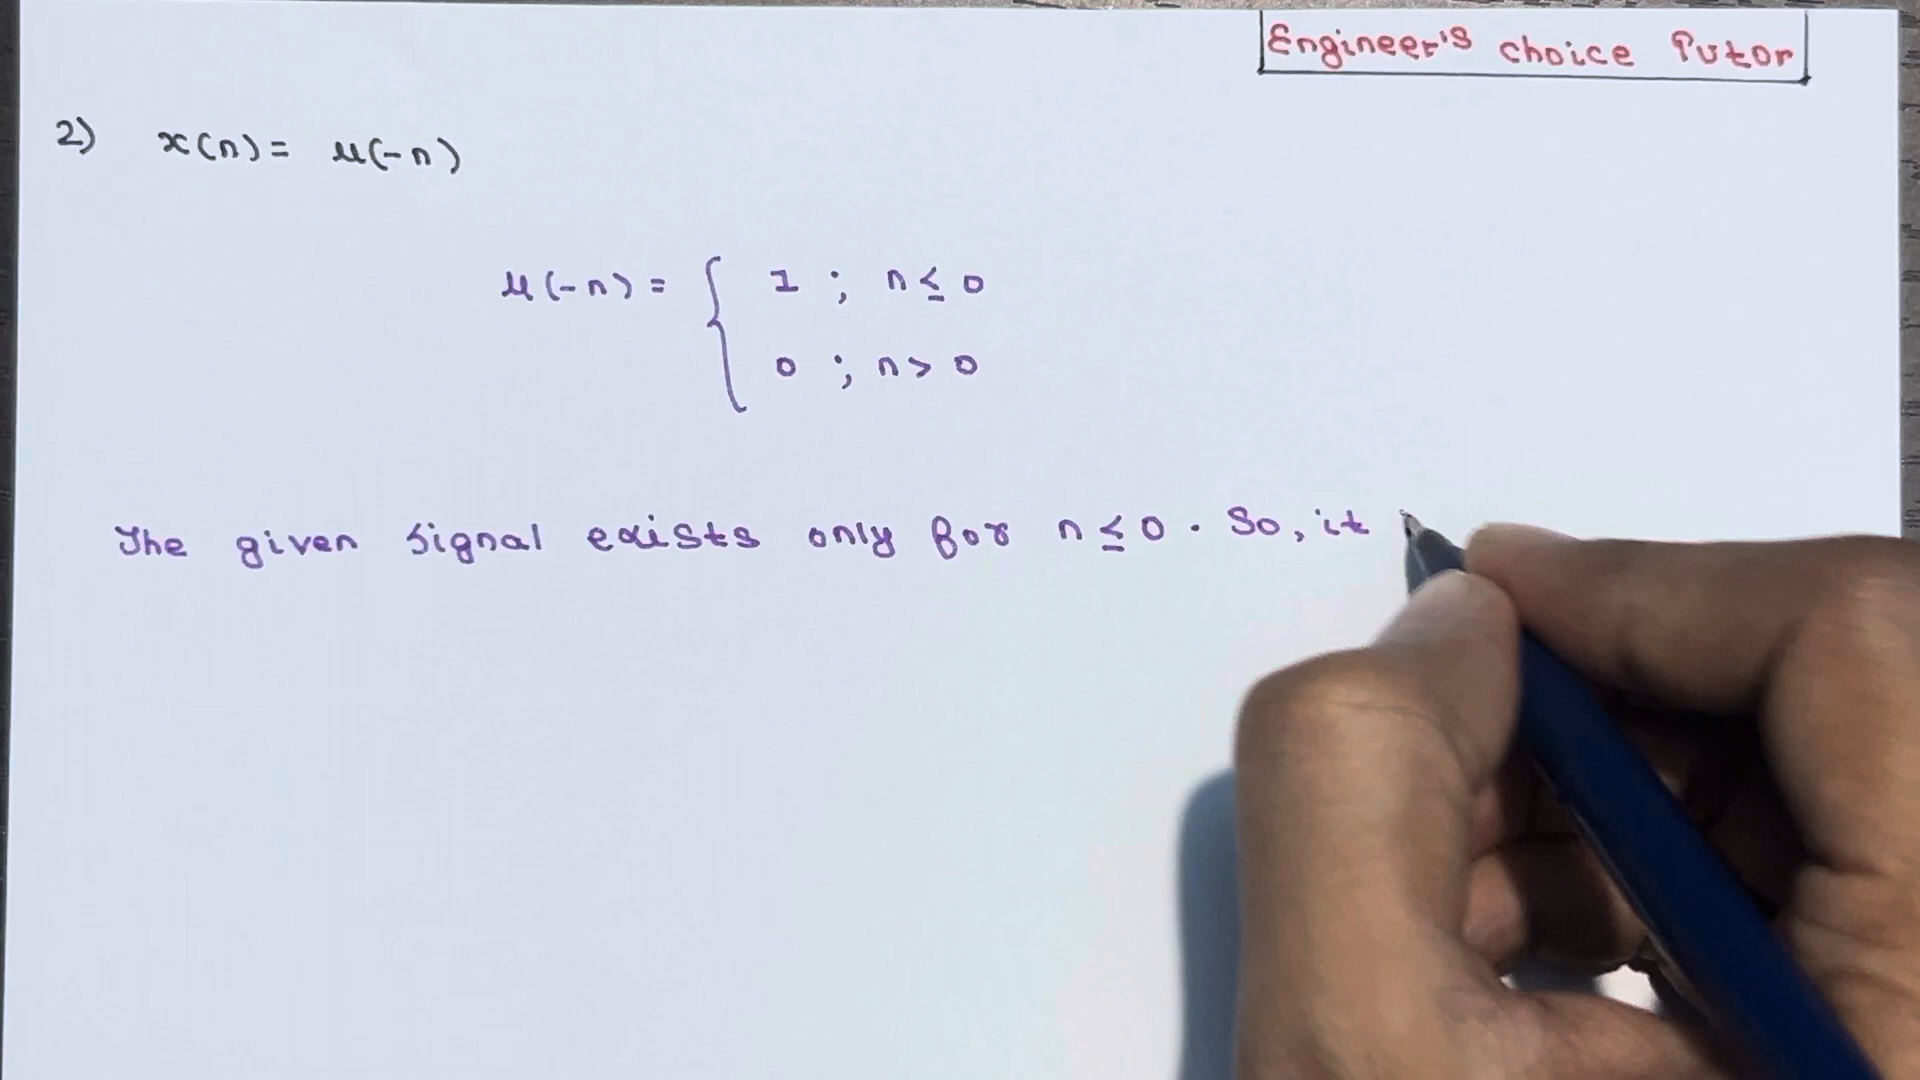 Engineer's choice Tutor
2) x(n) = u(-n)
u(-n) = { 1 ; n ≤ 0
0 ; n > 0
The given signal exists only for n ≤ 0 . So, it